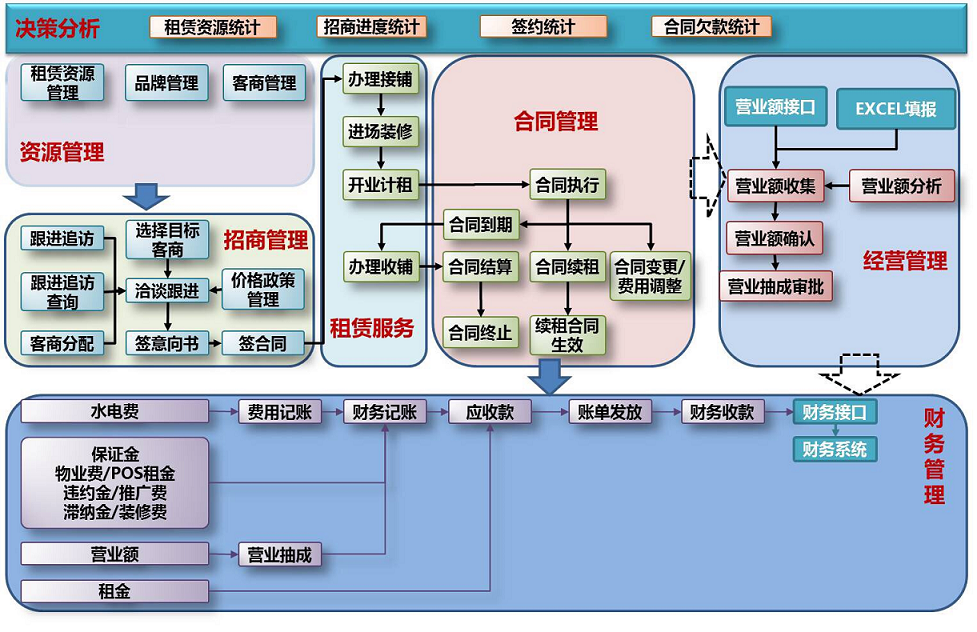 决策分析
租赁资源统计
招商进度统计
签约统计
合同欠款统计
租赁资源
管理
品牌管理
客商管理
资源管理
招商管理
跟进追访
跟进追访
查询
客商分配
选择目标
客商
洽谈跟进
价格政策
管理
签意向书
签合同
办理接铺
进场装修
开业计租
办理收铺
租赁服务
合同管理
合同执行
合同到期
合同结算
合同续租
合同变更/
费用调整
合同终止
续租合同
生效
营业额接口
EXCEL填报
营业额收集
营业额分析
营业额确认
营业抽成审批
经营管理
水电费
费用记账
财务记账
应收款
账单发放
财务收款
财务接口
财务系统
财
务
管
理
保证金
物业费/POS租金
违约金/推广费
滞纳金/装修费
营业额
营业抽成
租金